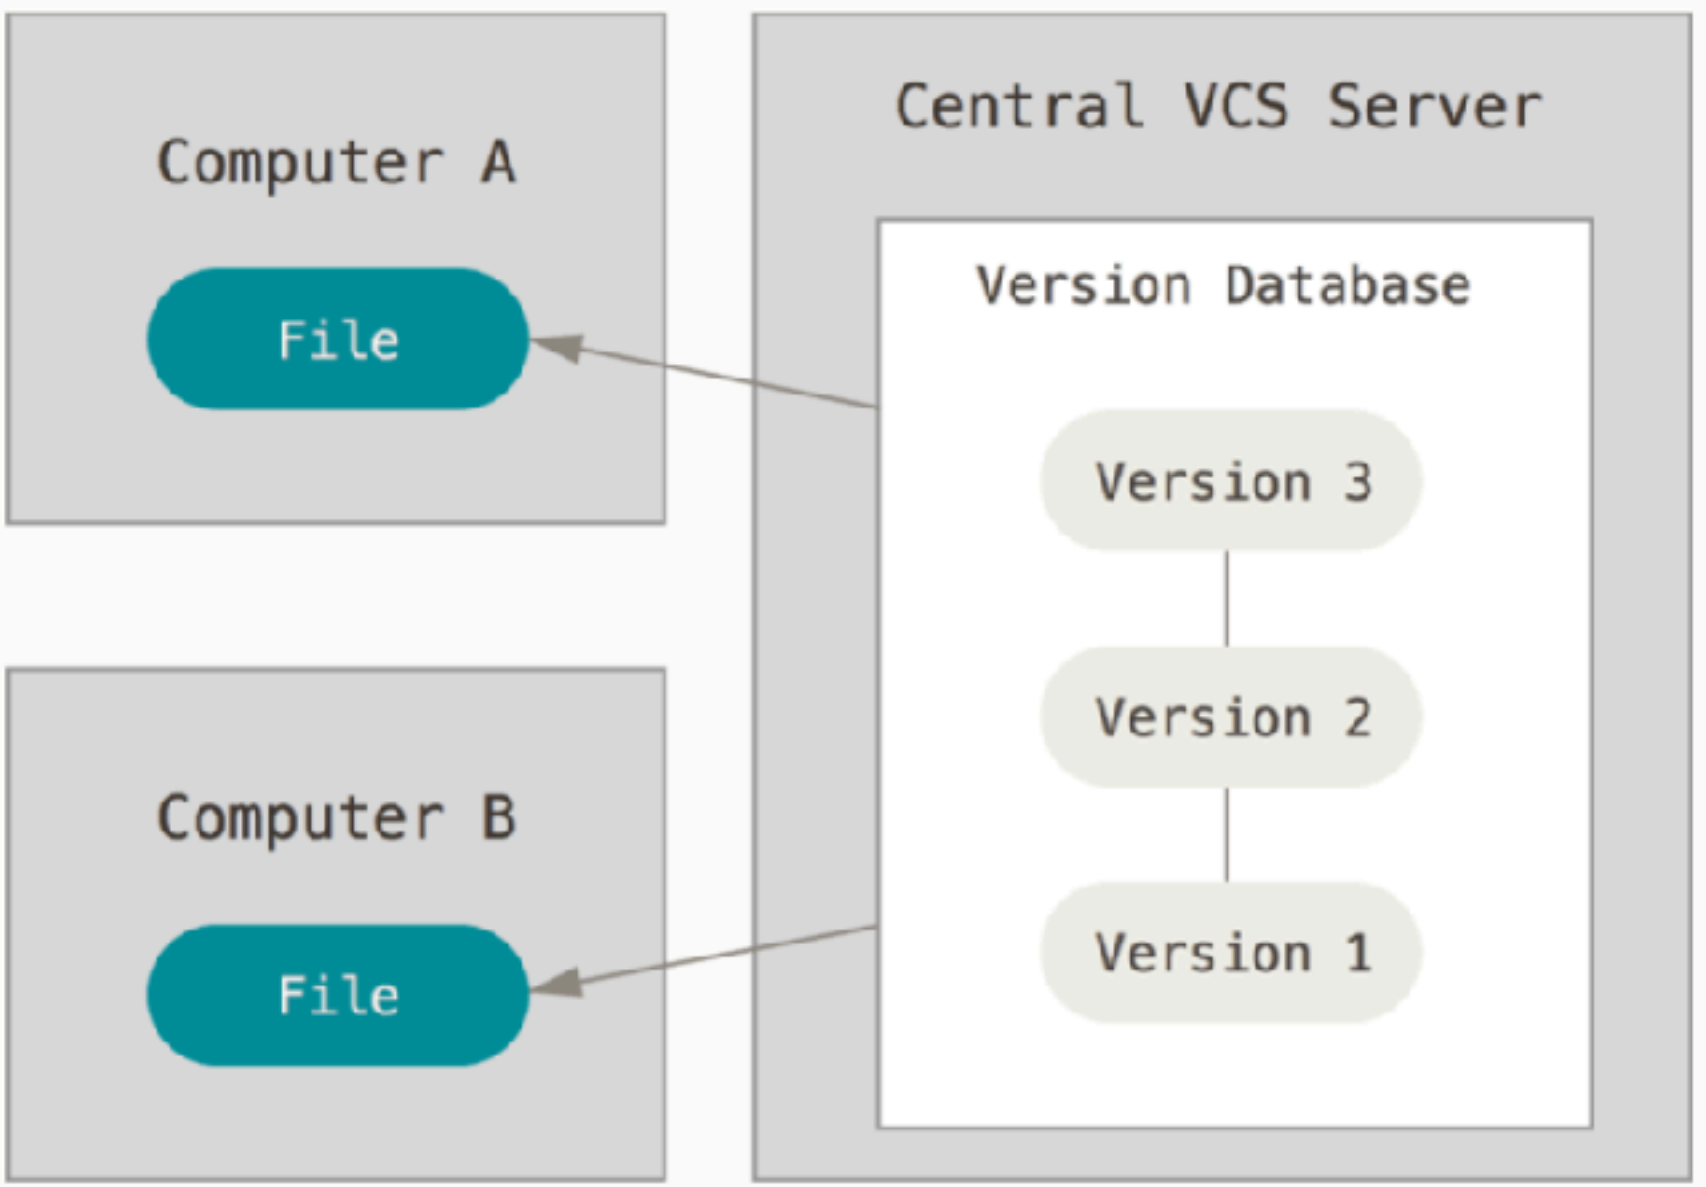 Computer A
File
Computer B
File
Central VCS Server
Version Database
Version 3
Version 2
Version 1